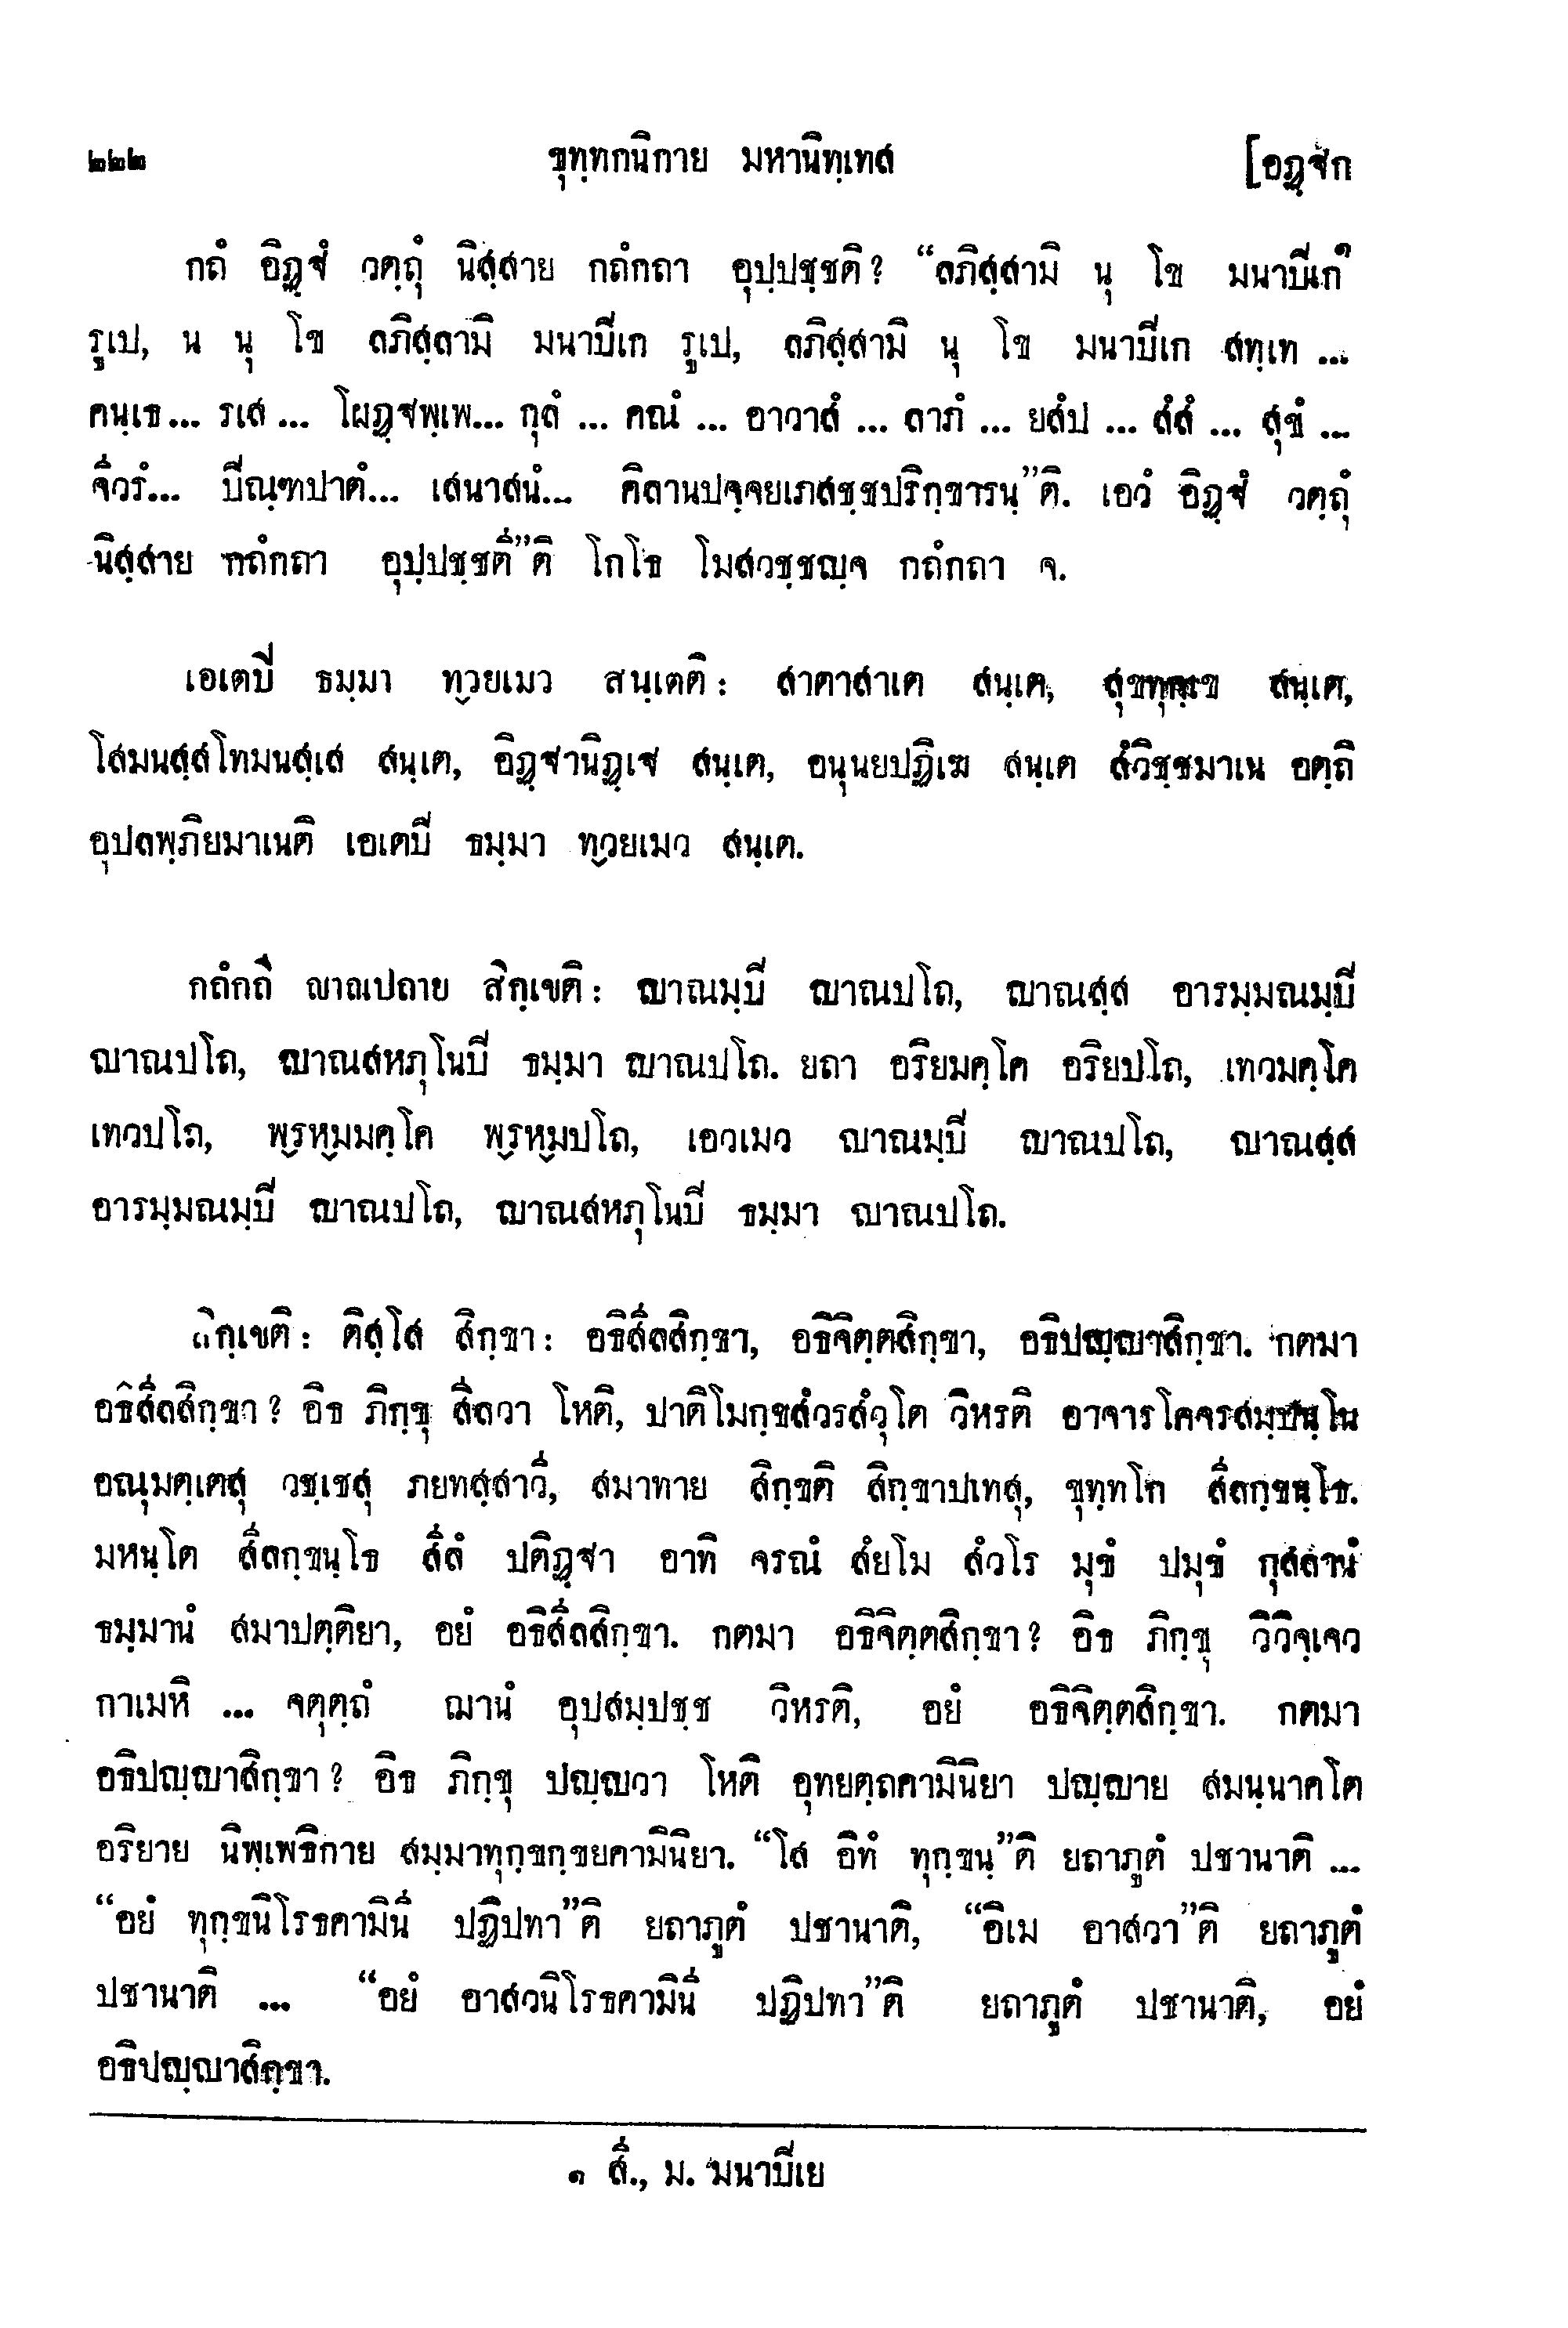 ๒๒๒ ขุทฺทกนิกาย มหานิทฺเทส [อฏฺฐก
กถํ อิฏฺฐํ วตฺถุํ นิสฺสาย กถํกถา อุปฺปชฺชติ? “ลภิสฺสามิ นุ โข มนาปิเก๑
รูเป, น นุ โข ลภิสฺสามิ มนาปิเก รูเป, ลภิสฺสามิ นุ โข มนาปิเก สทฺเท ...
คนฺเธ ... รเส ... โผฏฺฐพฺเพ... กุลํ ... คณํ ... อาวาสํ ... ลาภํ ... ยสํป ... สํสํ ... สุขํ ...
จีวรํ... ปิณฺฑปาตํ... เสนาสนํ... คิลานปจฺจยเภสชฺชปริกฺขารนฺ”ติ. เอวํ อิฏฺฐํ วตฺถุํ
นิสฺสาย กถํกถา อุปฺปชฺชตี”ติ โกโธ โมสวชฺชญฺจ กถํกถา จ.
เอเตปิ ธมฺมา ทฺวยเมว สนฺเตติ: สาตาสาเต สนฺเต, สุขทุกฺเข สนฺเต,
โสมนสฺสโทมนสฺเส สนฺเต, อิฏฺฐานิฏฺเฐ สนฺเต, อนุนยปฏิเฆ สนฺเต สํวิชฺชมาเน อตฺถิ
อุปลพฺภิยมาเนติ เอเตปิ ธมฺมา ทฺวยเมว สนฺเต.
กถํกถี ญาณปถาย สิกฺเขติ: ญาณมฺปิ ญาณปโถ, ญาณสฺส อารมฺมณมฺปิ
ญาณปโถ, ญาณสหภุโนปิ ธมฺมา ญาณปโถ. ยถา อริยมคฺโค อริยปโถ, เทวมคฺโค
เทวปโถ, พฺรหฺมมคฺโค พฺรหฺมปโถ, เอวเมว ญาณมฺปิ ญาณปโถ, ญาณสฺส
อารมฺมณมฺปิ ญาณปโถ, ญาณสหภุโนปิ ธมฺมา ญาณปโถ.
สิกฺเขติ: ติสฺโส สิกฺขา: อธิสีลสิกฺขา, อธิจิตฺตสิกฺขา, อธิปญฺญาสิกฺขา. กตมา
อธิสีลสิกฺขา? อิธ ภิกฺขุ สีลวา โหติ, ปาติโมกฺขสํวรสํวุโต วิหรติ อาจารโคจรสมฺปนฺโน
อณุมตฺเตสุ วชฺเชสุ ภยทสฺสาวี, สมาทาย สิกฺขติ สิกฺขาปเทสุ, ขุทฺทโก สีลกฺขนฺโธ.
มหนฺโต สีลกฺขนฺโธ สีลํ ปติฏฺฐา อาทิ จรณํ สํยโม สํวโร มุขํ ปมุขํ กุสลานํ
ธมฺมานํ สมาปตฺติยา, อยํ อธิสีลสิกฺขา. กตมา อธิจิตฺตสิกฺขา? อิธ ภิกฺขุ วิวิจฺเจว
กาเมหิ ... จตุตฺถํ ฌานํ อุปสมฺปชฺช วิหรติ, อยํ อธิจิตฺตสิกฺขา. กตมา
อธิปญฺญาสิกฺขา? อิธ ภิกฺขุ ปญฺญวา โหติ อุทยตฺถคามินิยา ปญฺญาย สมนฺนาคโต
อริยาย นิพฺเพธิกาย สมฺมาทุกฺขกฺขยคามินิยา. “โส อิทํ ทุกฺขนฺ”ติ ยถาภูตํ ปชานาติ ...
“อยํ ทุกฺขนิโรธคามินี ปฏิปทา”ติ ยถาภูตํ ปชานาติ, “อิเม อาสวา”ติ ยถาภูตํ
ปชานาติ ... “อยํ อาสวนิโรธคามินี ปฏิปทา”ติ ยถาภูตํ ปชานาติ, อยํ
อธิปญฺญาสิกฺขา.
๑ สี., ม. มนาปิเย